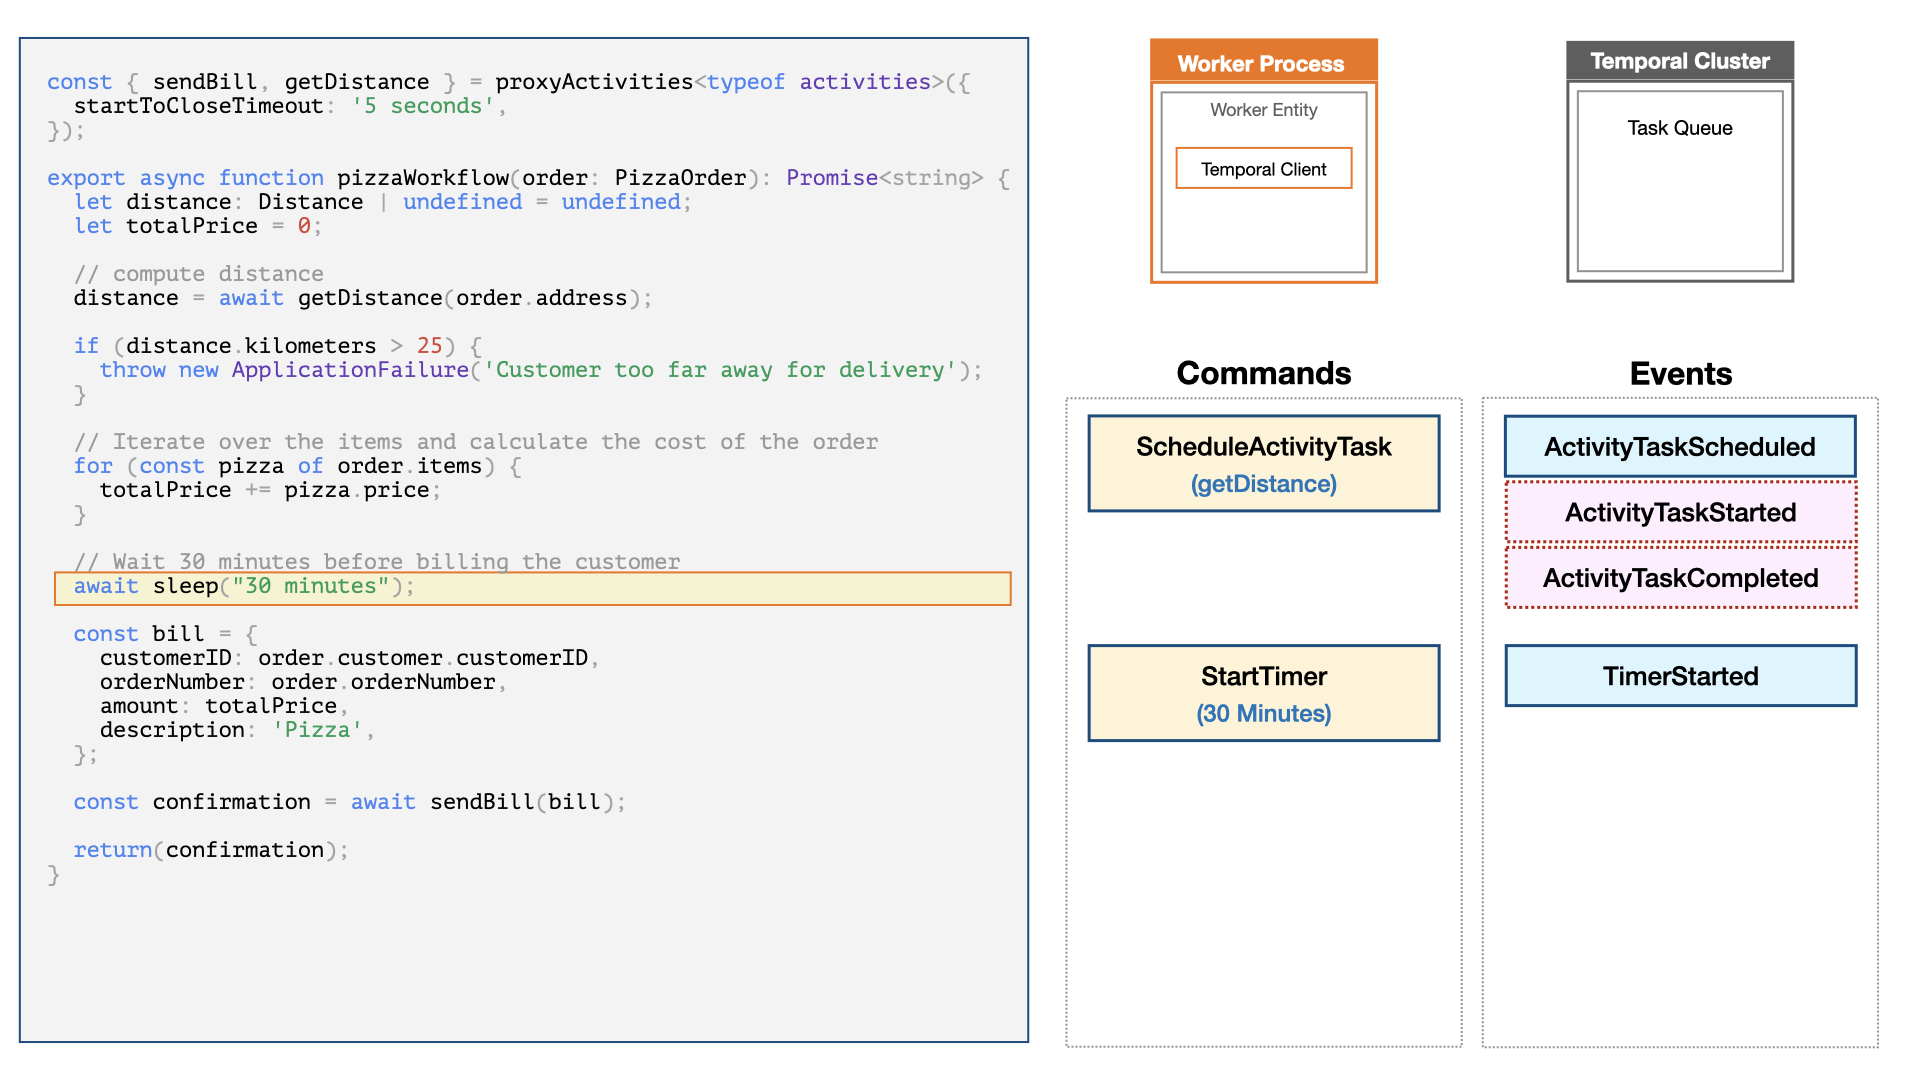 const { sendBill, getDistance } = proxyActivities<typeof activities>({
  startToCloseTimeout: '5 seconds',
});
export async function pizzaWorkflow(order: PizzaOrder): Promise<string> {
  let distance: Distance | undefined = undefined;
  let totalPrice = 0;
  // compute distance
  distance = await getDistance(order.address);
  if (distance.kilometers > 25) {
    throw new ApplicationFailure('Customer too far away for delivery');
  }
  // Iterate over the items and calculate the cost of the order
  for (const pizza of order.items) {
    totalPrice += pizza.price;
  }
  // Wait 30 minutes before billing the customer
  await sleep("30 minutes");
  const bill = {
    customerID: order.customer.customerID,
    orderNumber: order.orderNumber,
    amount: totalPrice,
    description: 'Pizza',
  };
  const confirmation = await sendBill(bill);
  return(confirmation);
}
Worker Process
Worker Entity
Temporal Client
Temporal Cluster
Task Queue
Commands
ScheduleActivityTask
(getDistance)
StartTimer
(30 Minutes)
Events
ActivityTaskScheduled
ActivityTaskStarted
ActivityTaskCompleted
TimerStarted